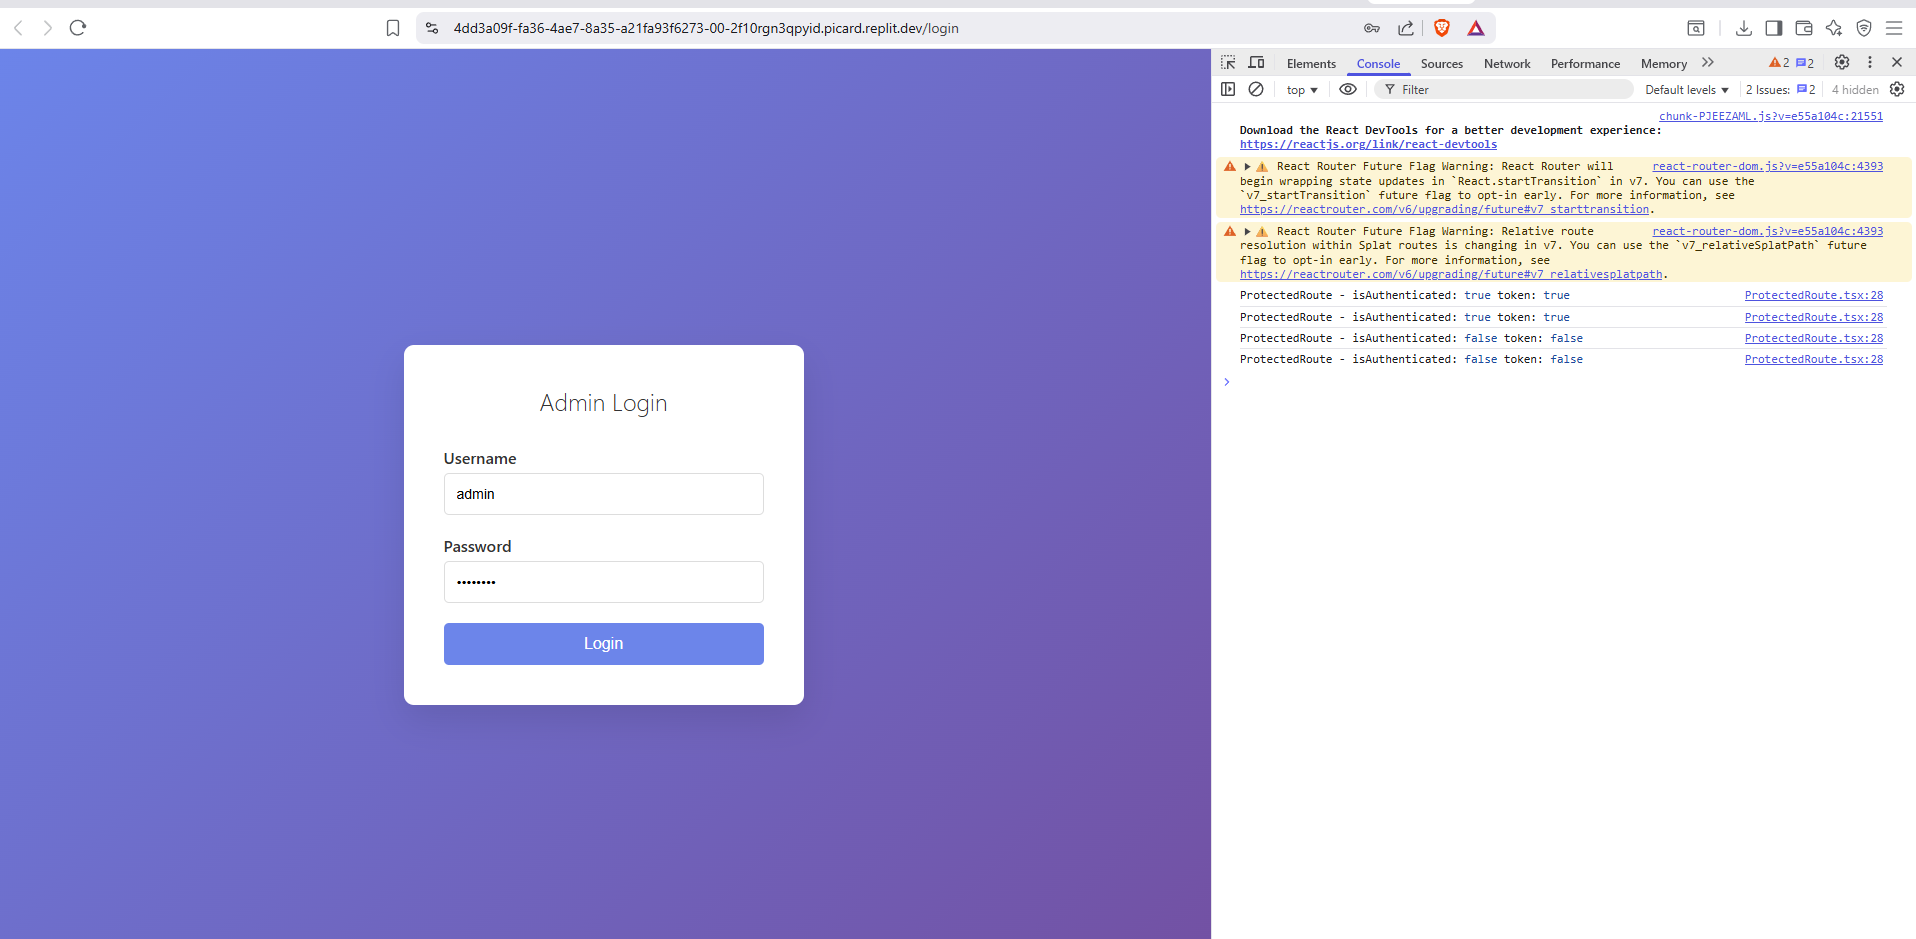 4dd3a09f-fa36-4ae7-8a35-a21fa93f6273-00-2f10rgn3qpyid.picard.replit.dev/login
Admin Login
Username
admin
Password
••••••••
Login
Elements Console Sources Network Performance Memory 2 2
top Filter Default levels 2 Issues: 2 4 hidden
chunk-PJEEZAML.js?v=e55a104c:21551
Download the React DevTools for a better development experience:
https://reactjs.org/link/react-devtools
React Router Future Flag Warning: React Router will react-router-dom.js?v=e55a104c:4393
begin wrapping state updates in `React.startTransition` in v7. You can use the
`v7_startTransition` future flag to opt-in early. For more information, see
https://reactrouter.com/v6/upgrading/future#v7_starttransition.
React Router Future Flag Warning: Relative route react-router-dom.js?v=e55a104c:4393
resolution within Splat routes is changing in v7. You can use the `v7_relativeSplatPath` future
flag to opt-in early. For more information, see
https://reactrouter.com/v6/upgrading/future#v7_relativesplatpath.
ProtectedRoute - isAuthenticated: true token: true ProtectedRoute.tsx:28
ProtectedRoute - isAuthenticated: true token: true ProtectedRoute.tsx:28
ProtectedRoute - isAuthenticated: false token: false ProtectedRoute.tsx:28
ProtectedRoute - isAuthenticated: false token: false ProtectedRoute.tsx:28